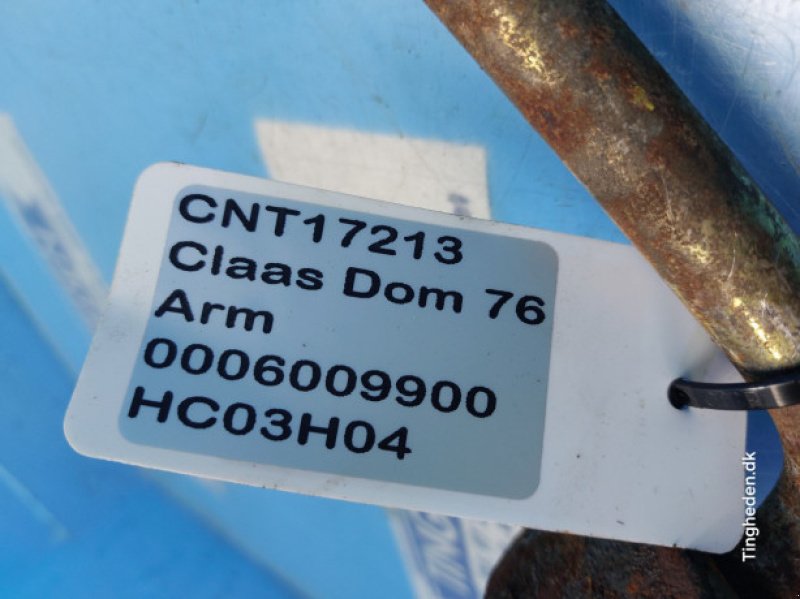 CNT17213
Claas Dom 76
Arm
0006009900
HC03H04
Tingheden.dk